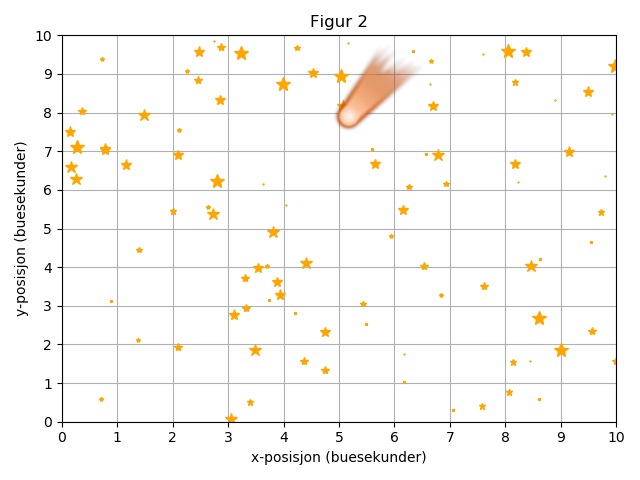 Figur 2
10
9
8
7
6
5
4
3
2
1
0
y-posisjon (buesekunder)
0 1 2 3 4 5 6 7 8 9 10
x-posisjon (buesekunder)